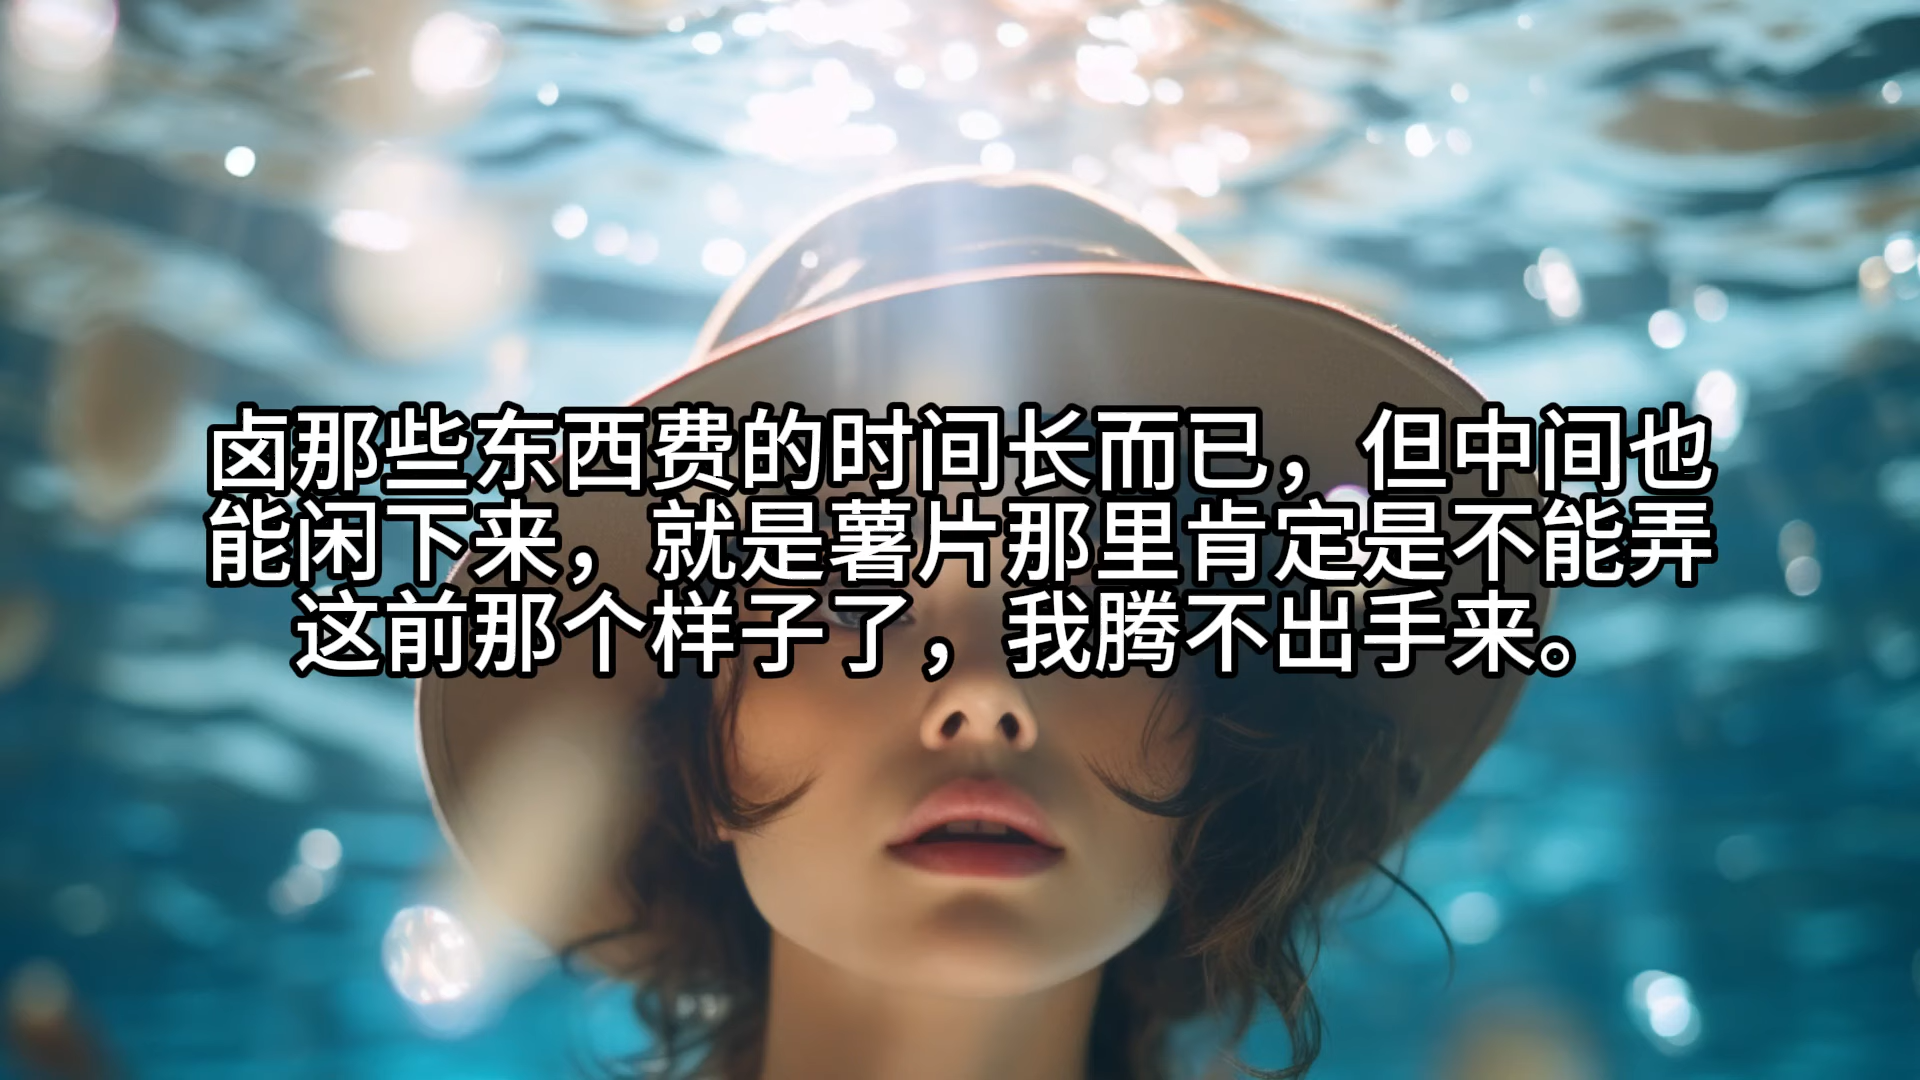 卤那些东西费的时间长而已，但中间也
能闲下来，就是薯片那里肯定是不能弄
这前那个样子了，我腾不出手来。